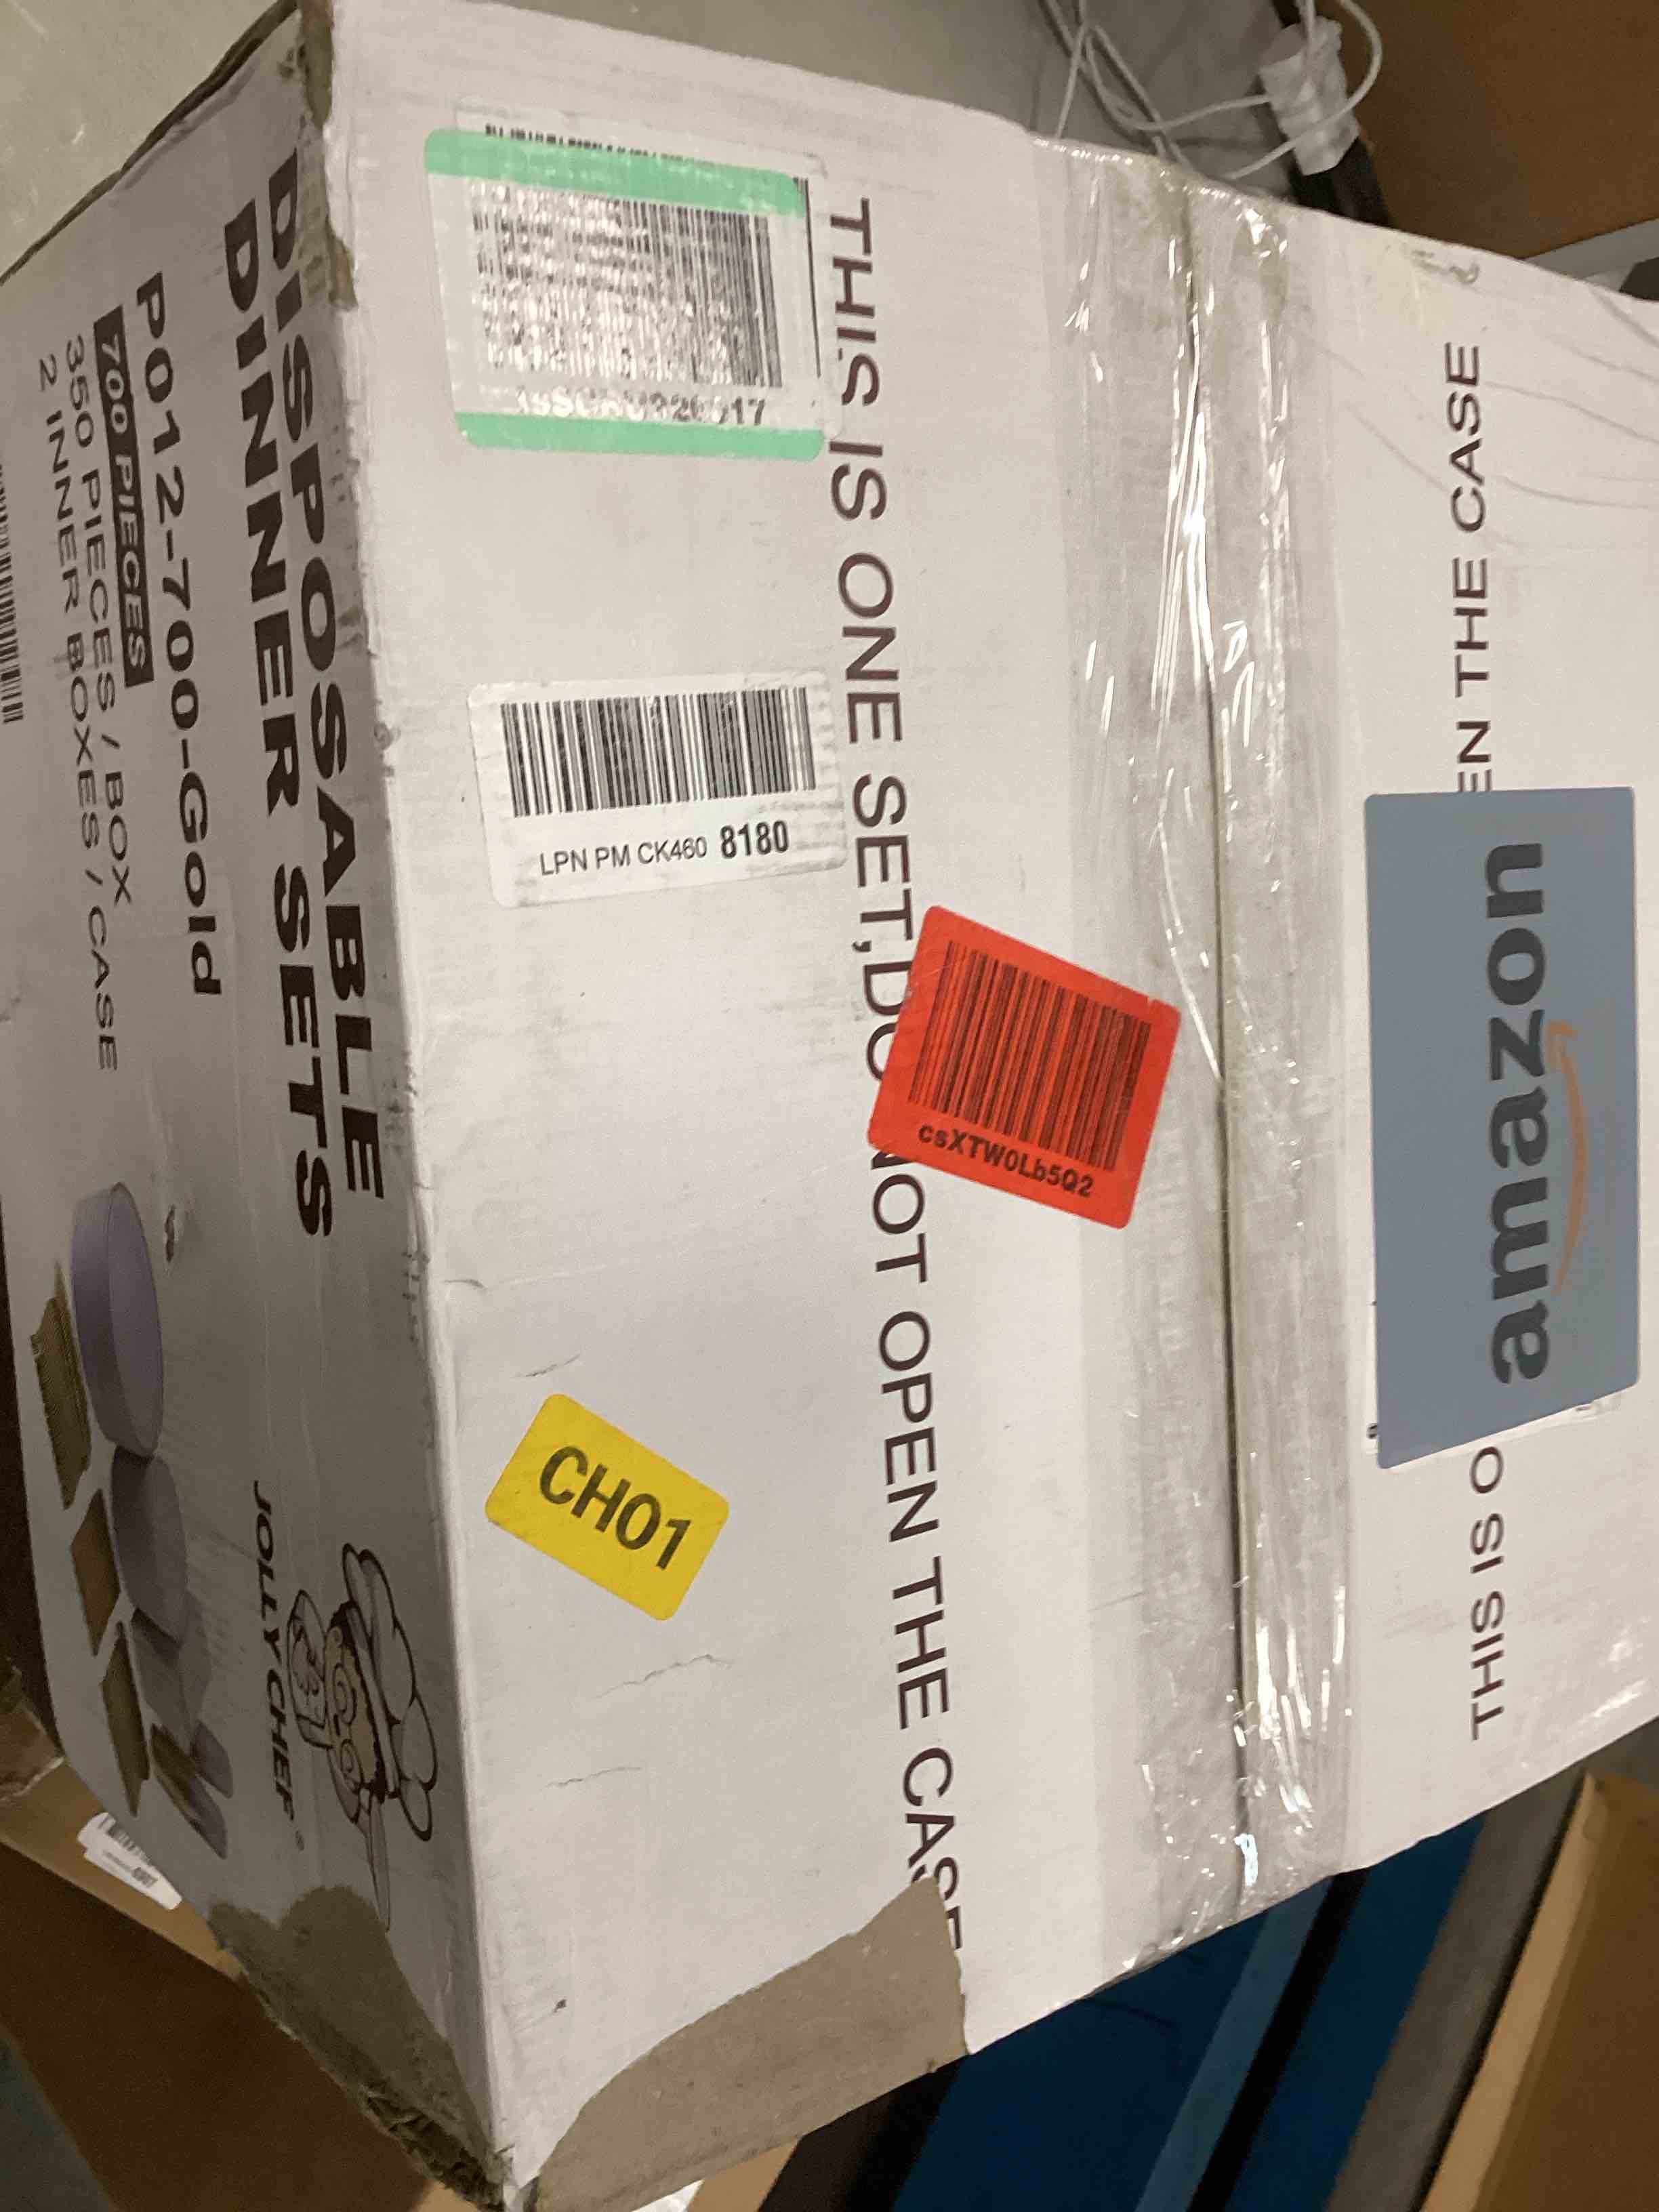 DISPOSABLE
DINNER SETS
P012-700-Gold
700 PIECES
350 PIECES / BOX
2 INNER BOXES / CASE
JOLLY CHEF
LPN PM CK460 8180
THIS IS ONE SET,DO NOT OPEN THE CASE
csXTW0Lb5Q2
CH01
THIS IS O EN THE CASE
amazon